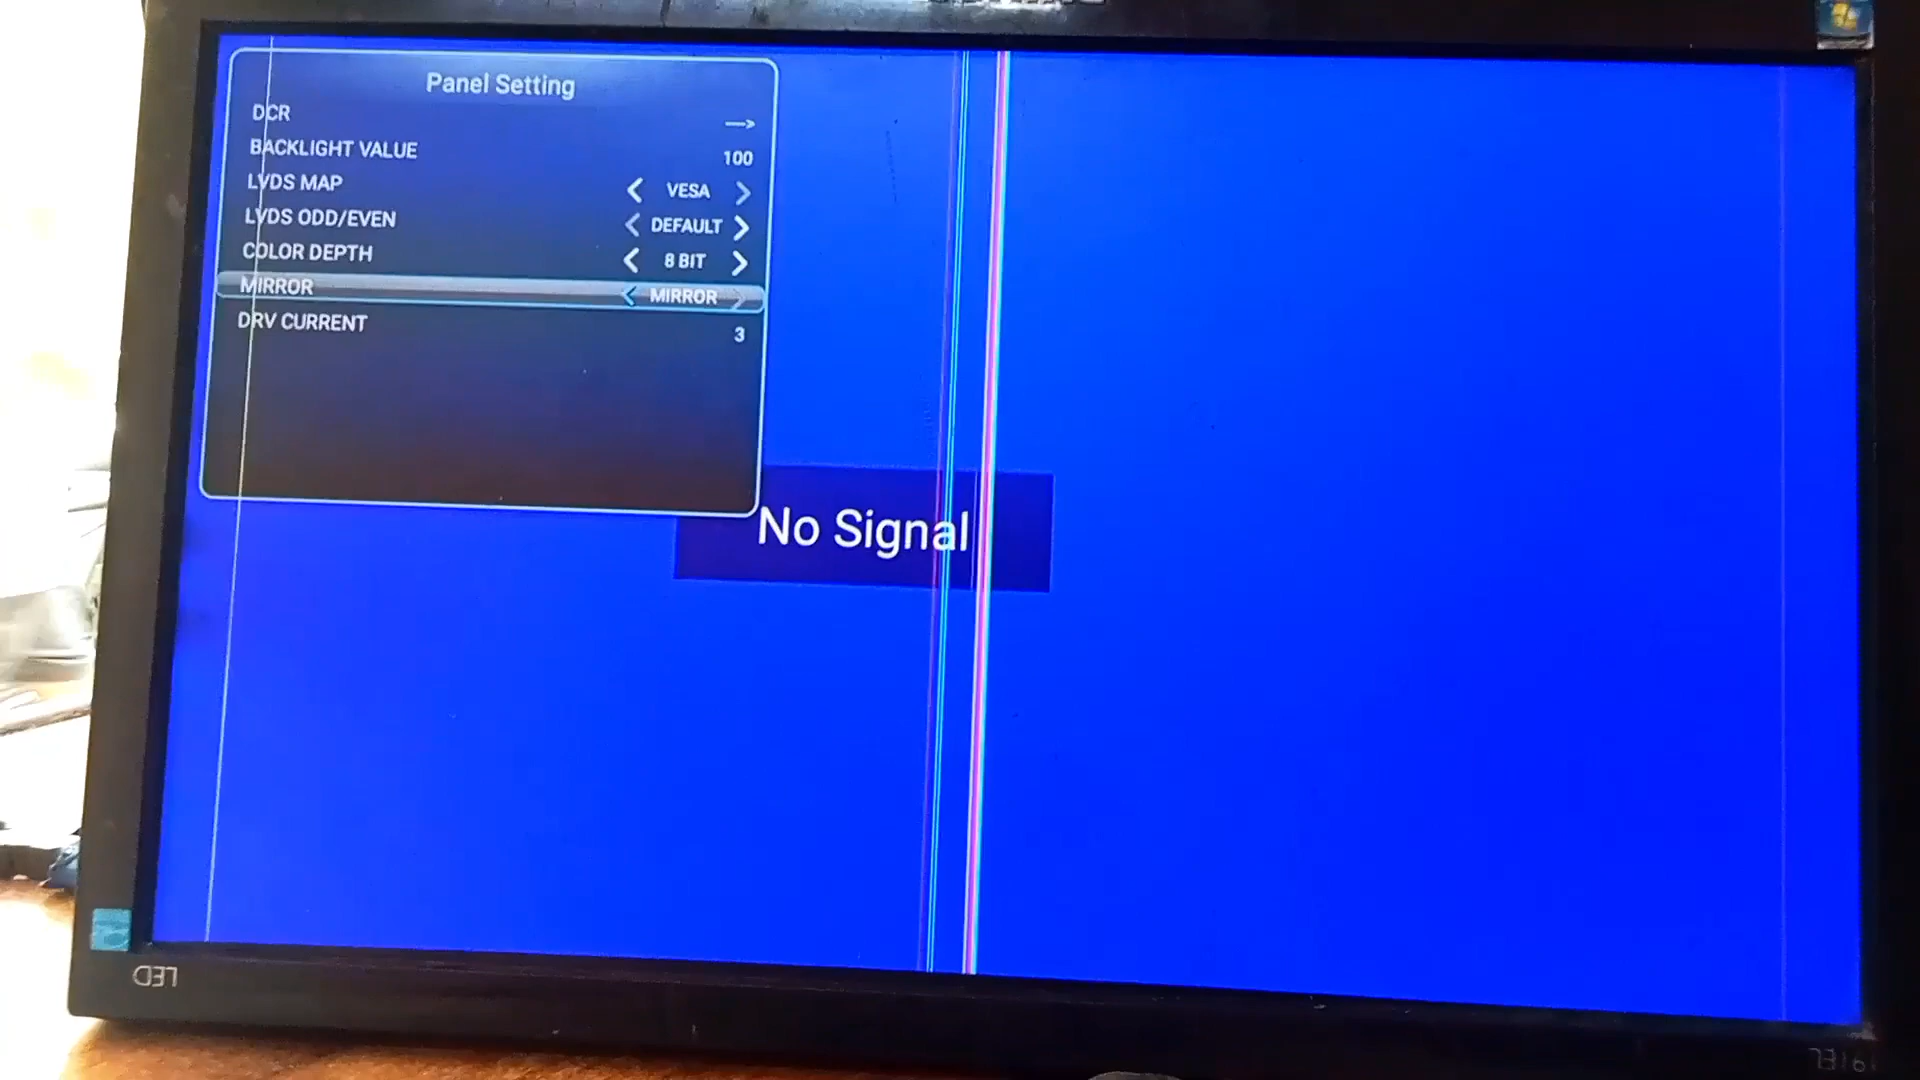 Panel Setting
DCR -->
BACKLIGHT VALUE 100
LVDS MAP < VESA >
LVDS ODD/EVEN < DEFAULT >
COLOR DEPTH < 8 BIT >
MIRROR < MIRROR >
DRV CURRENT 3
No Signal
LED